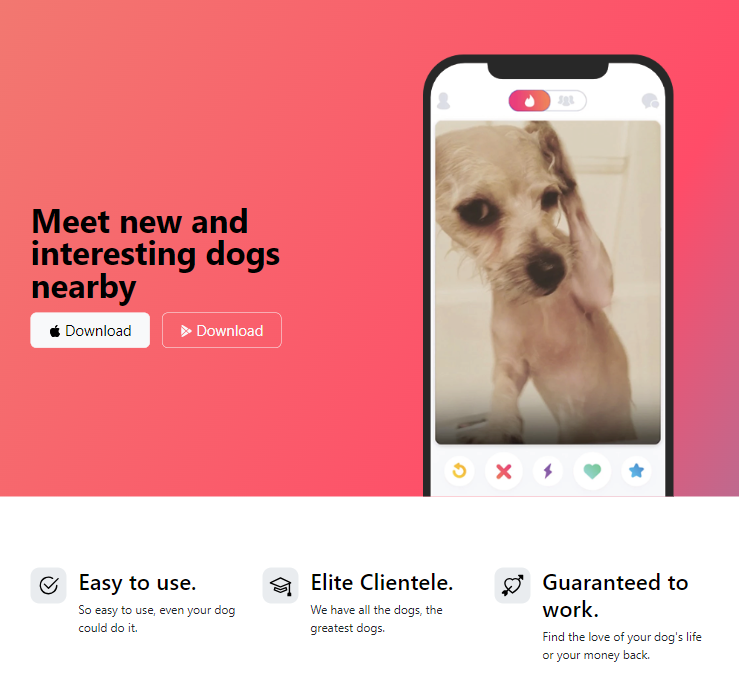 Meet new and
interesting dogs
nearby
Download
Download
Easy to use.
So easy to use, even your dog
could do it.
Elite Clientele.
We have all the dogs, the
greatest dogs.
Guaranteed to
work.
Find the love of your dog's life
or your money back.